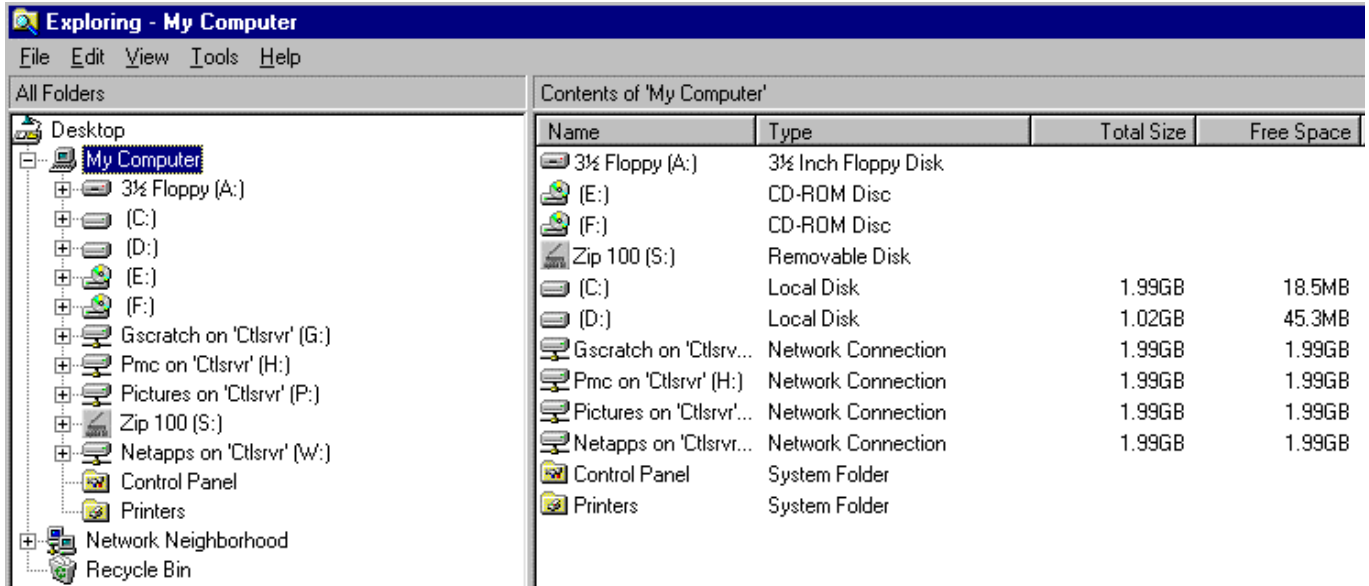 Exploring - My Computer
File Edit View Tools Help
All Folders
Desktop
My Computer
3½ Floppy (A:)
(C:)
(D:)
(E:)
(F:)
Gscratch on 'Ctlsrvr' (G:)
Pmc on 'Ctlsrvr' (H:)
Pictures on 'Ctlsrvr' (P:)
Zip 100 (S:)
Netapps on 'Ctlsrvr' (W:)
Control Panel
Printers
Network Neighborhood
Recycle Bin
Contents of 'My Computer'
Name Type Total Size Free Space
3½ Floppy (A:) 3½ Inch Floppy Disk
(E:) CD-ROM Disc
(F:) CD-ROM Disc
Zip 100 (S:) Removable Disk
(C:) Local Disk 1.99GB 18.5MB
(D:) Local Disk 1.02GB 45.3MB
Gscratch on 'Ctlsrv... Network Connection 1.99GB 1.99GB
Pmc on 'Ctlsrvr' (H:) Network Connection 1.99GB 1.99GB
Pictures on 'Ctlsrvr'... Network Connection 1.99GB 1.99GB
Netapps on 'Ctlsrvr... Network Connection 1.99GB 1.99GB
Control Panel System Folder
Printers System Folder